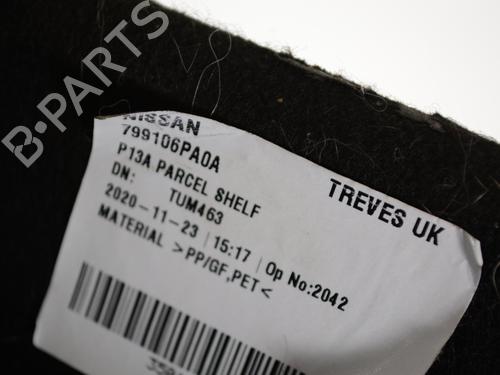 B-PARTS
NISSAN
799106PA0A
P13A PARCEL SHELF
TREVES UK
DN: TUM463
2020-11-23 | 15:17 | Op No:2042
MATERIAL >PP/GF,PET<